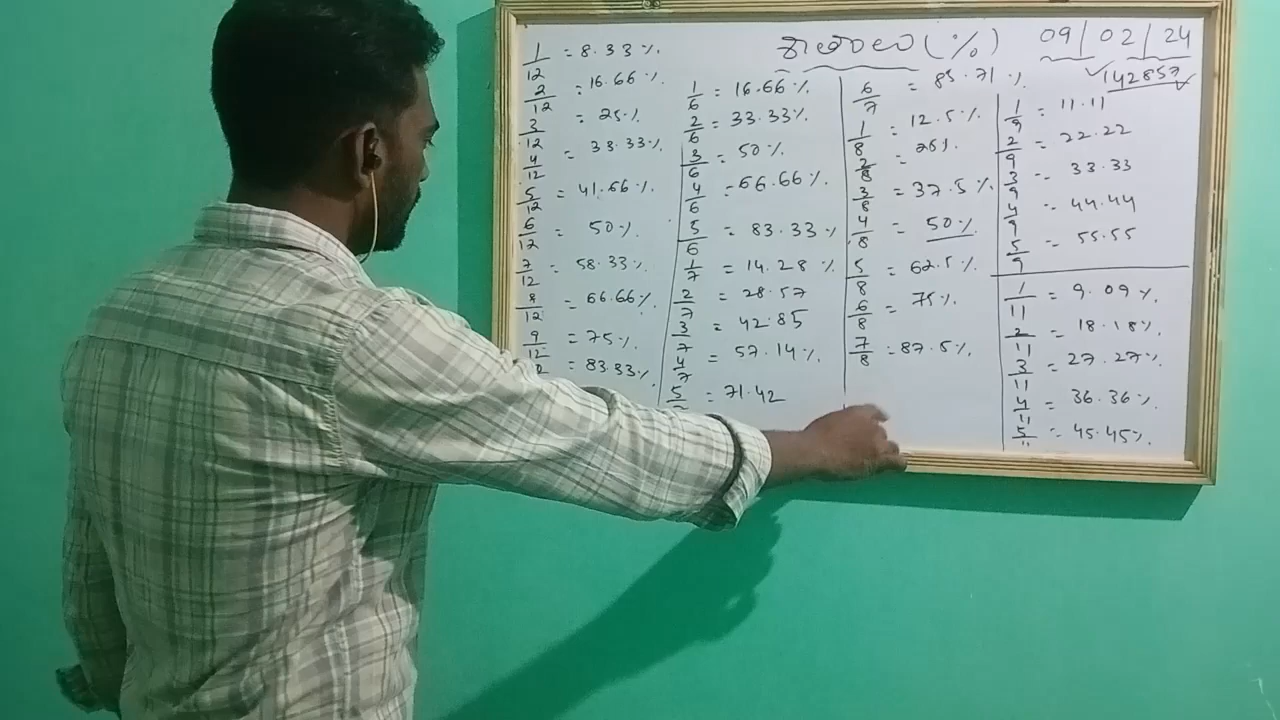 (%) 09/02/24
142857
1/12 = 8.33%.
2/12 = 16.66%.
3/12 = 25%
4/12 = 33.33%.
5/12 = 41.66%.
6/12 = 50%.
7/12 = 58.33%.
8/12 = 66.66%.
9/12 = 75%.
= 83.33%.
1/6 = 16.66%.
2/6 = 33.33%.
3/6 = 50%.
4/6 = 66.66%.
5/6 = 83.33%
1/7 = 14.28%
2/7 = 28.57
3/7 = 42.85
4/7 = 57.14%.
5/7 = 71.42
6/7 = 85.71%.
1/8 = 12.5%.
2/8 = 25%.
3/8 = 37.5%.
4/8 = 50%
5/8 = 62.5%.
6/8 = 75%.
7/8 = 87.5%.
1/9 = 11.11
2/9 = 22.22
3/9 = 33.33
4/9 = 44.44
5/9 = 55.55
1/11 = 9.09%.
2/11 = 18.18%.
3/11 = 27.27%.
4/11 = 36.36%.
5/11 = 45.45%.